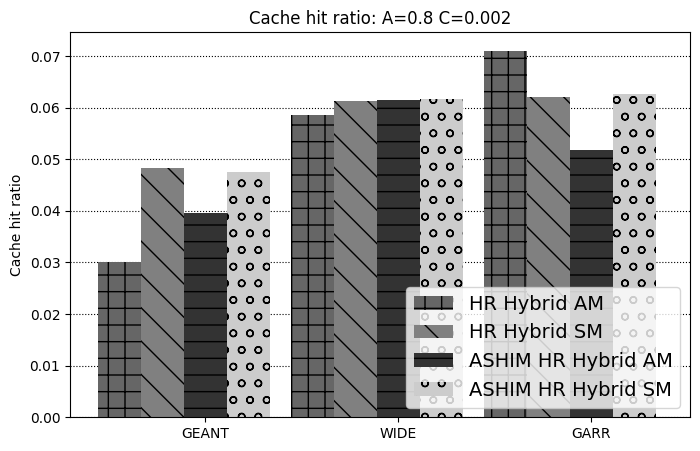 Cache hit ratio: A=0.8 C=0.002
Cache hit ratio
0.07
0.06
0.05
0.04
0.03
0.02
0.01
0.00
GEANT
WIDE
GARR
HR Hybrid AM
HR Hybrid SM
ASHIM HR Hybrid AM
ASHIM HR Hybrid SM